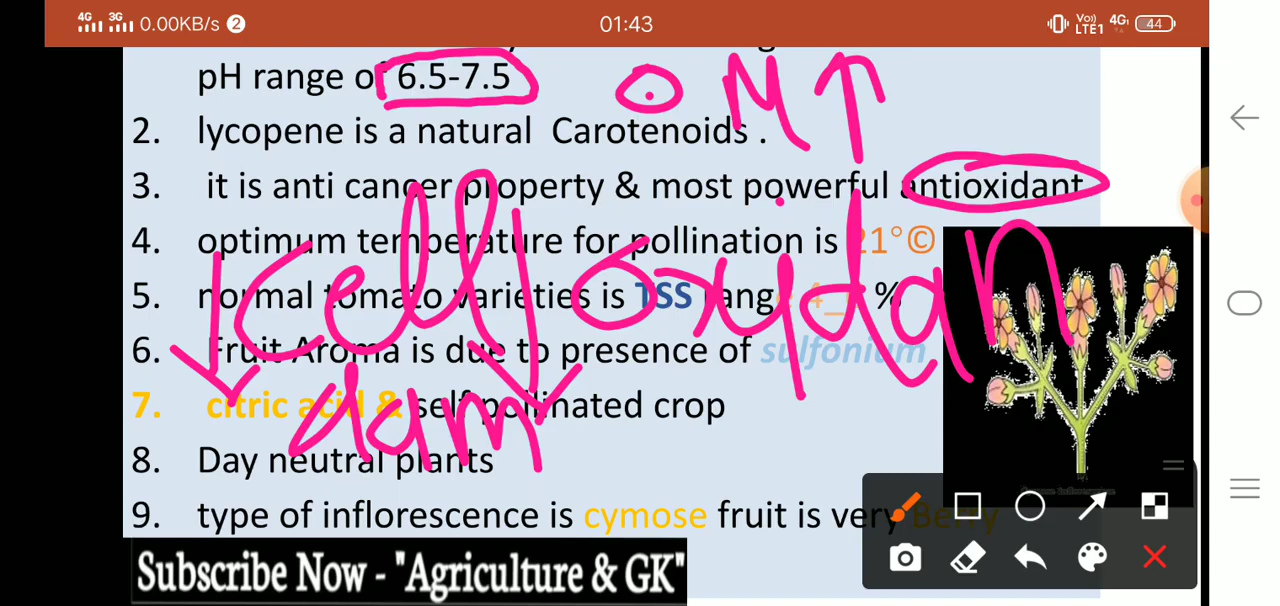 4G 3G 0.00KB/s 2 01:43 Vo) LTE1 4G 44
pH range of 6.5-7.5 O M ↑
2. lycopene is a natural Carotenoids .
3. it is anti cancer property & most powerful antioxidant
4. optimum temperature for pollination is 21°©
Cell Oxidan
5. normal tomato varieties is TSS range 4_ %
6. Fruit Aroma is due to presence of sulfonium
7. citric acid & self pollinated crop
dam
8. Day neutral plants
9. type of inflorescence is cymose fruit is very Berry
Subscribe Now - "Agriculture & GK"